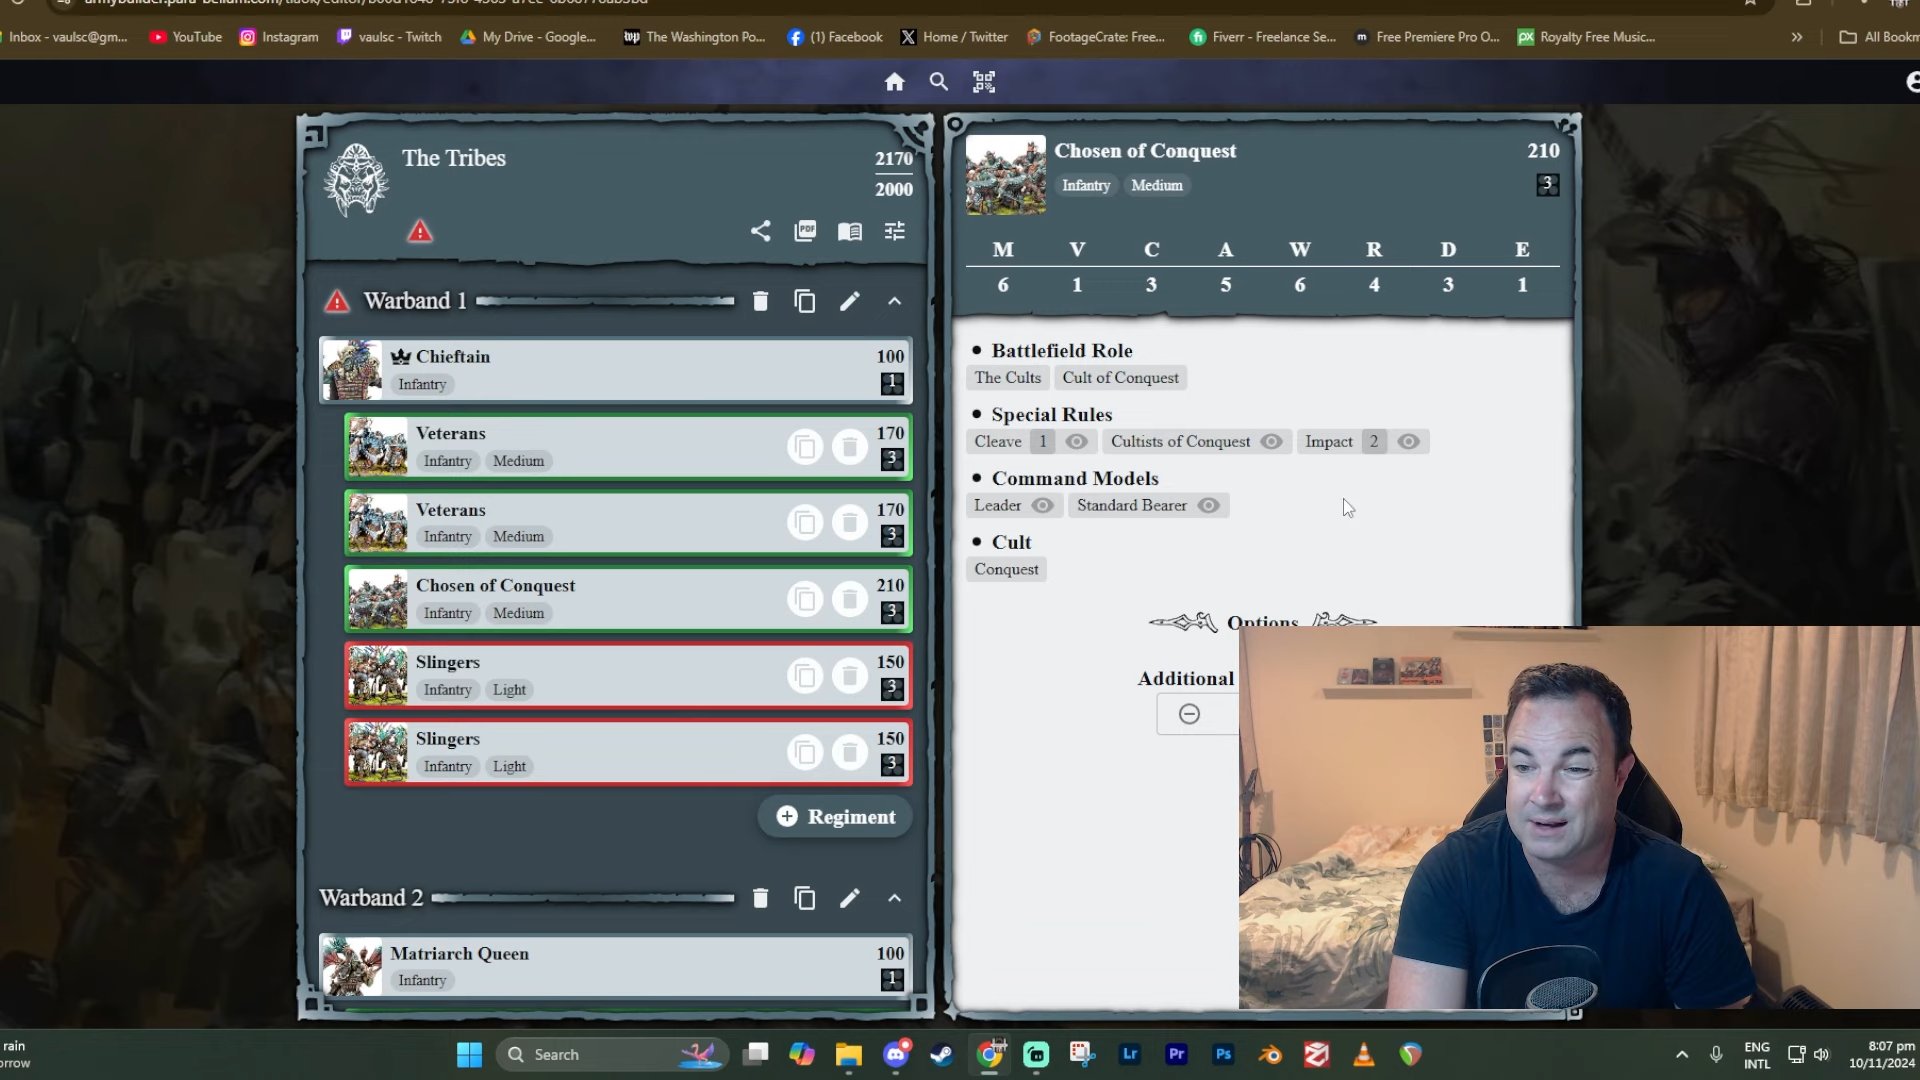 Inbox - vaulsc@gm...
YouTube
Instagram
vaulsc - Twitch
My Drive - Google...
The Washington Po...
(1) Facebook
Home / Twitter
FootageCrate: Free...
Fiverr - Freelance Se...
Free Premiere Pro O...
Royalty Free Music...
All Bookm
The Tribes
2170
2000
Warband 1
Chieftain
100
Infantry
1
Veterans
170
Infantry
Medium
3
Veterans
170
Infantry
Medium
3
Chosen of Conquest
210
Infantry
Medium
3
Slingers
150
Infantry
Light
3
Slingers
150
Infantry
Light
3
Regiment
Warband 2
Matriarch Queen
100
Infantry
1
Chosen of Conquest
210
Infantry
Medium
3
M V C A W R D E
6 1 3 5 6 4 3 1
Battlefield Role
The Cults
Cult of Conquest
Special Rules
Cleave 1
Cultists of Conquest
Impact 2
Command Models
Leader
Standard Bearer
Cult
Conquest
Options
Additional
rain
orrow
Search
ENG
INTL
8:07 pm
10/11/2024